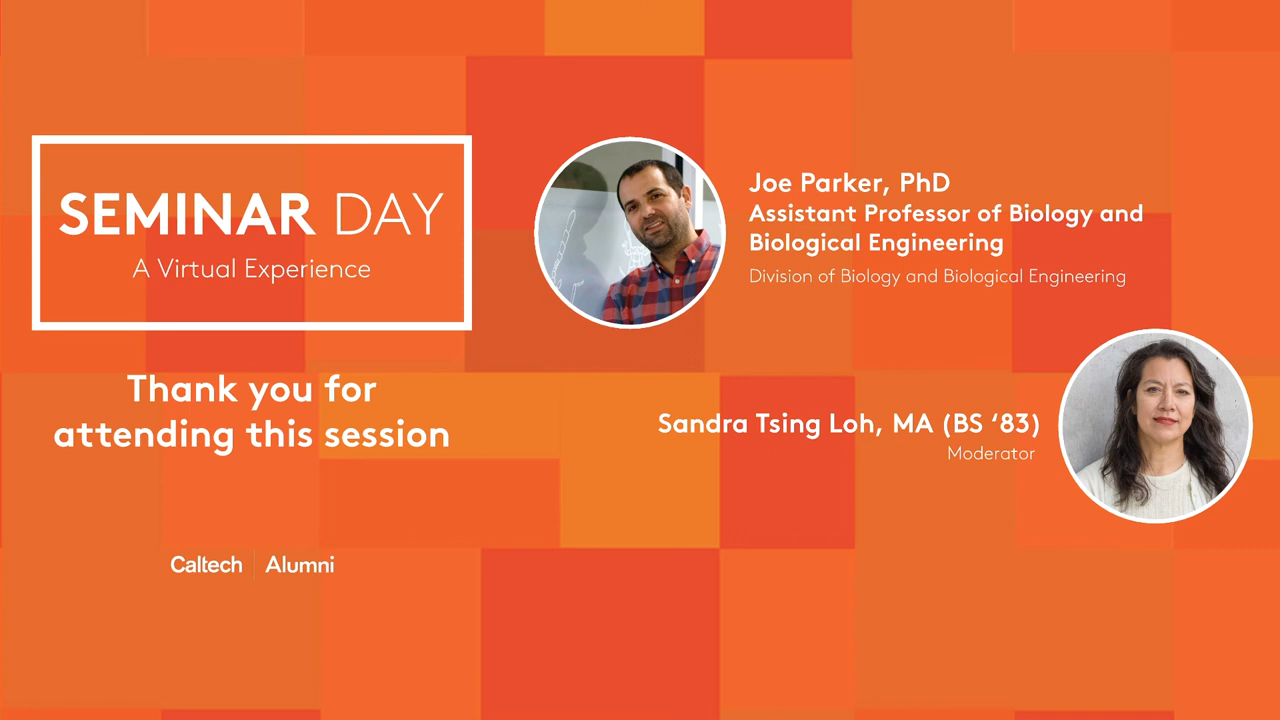 SEMINAR DAY
A Virtual Experience
Thank you for
attending this session
Caltech | Alumni
Joe Parker, PhD
Assistant Professor of Biology and
Biological Engineering
Division of Biology and Biological Engineering
Sandra Tsing Loh, MA (BS ‘83)
Moderator